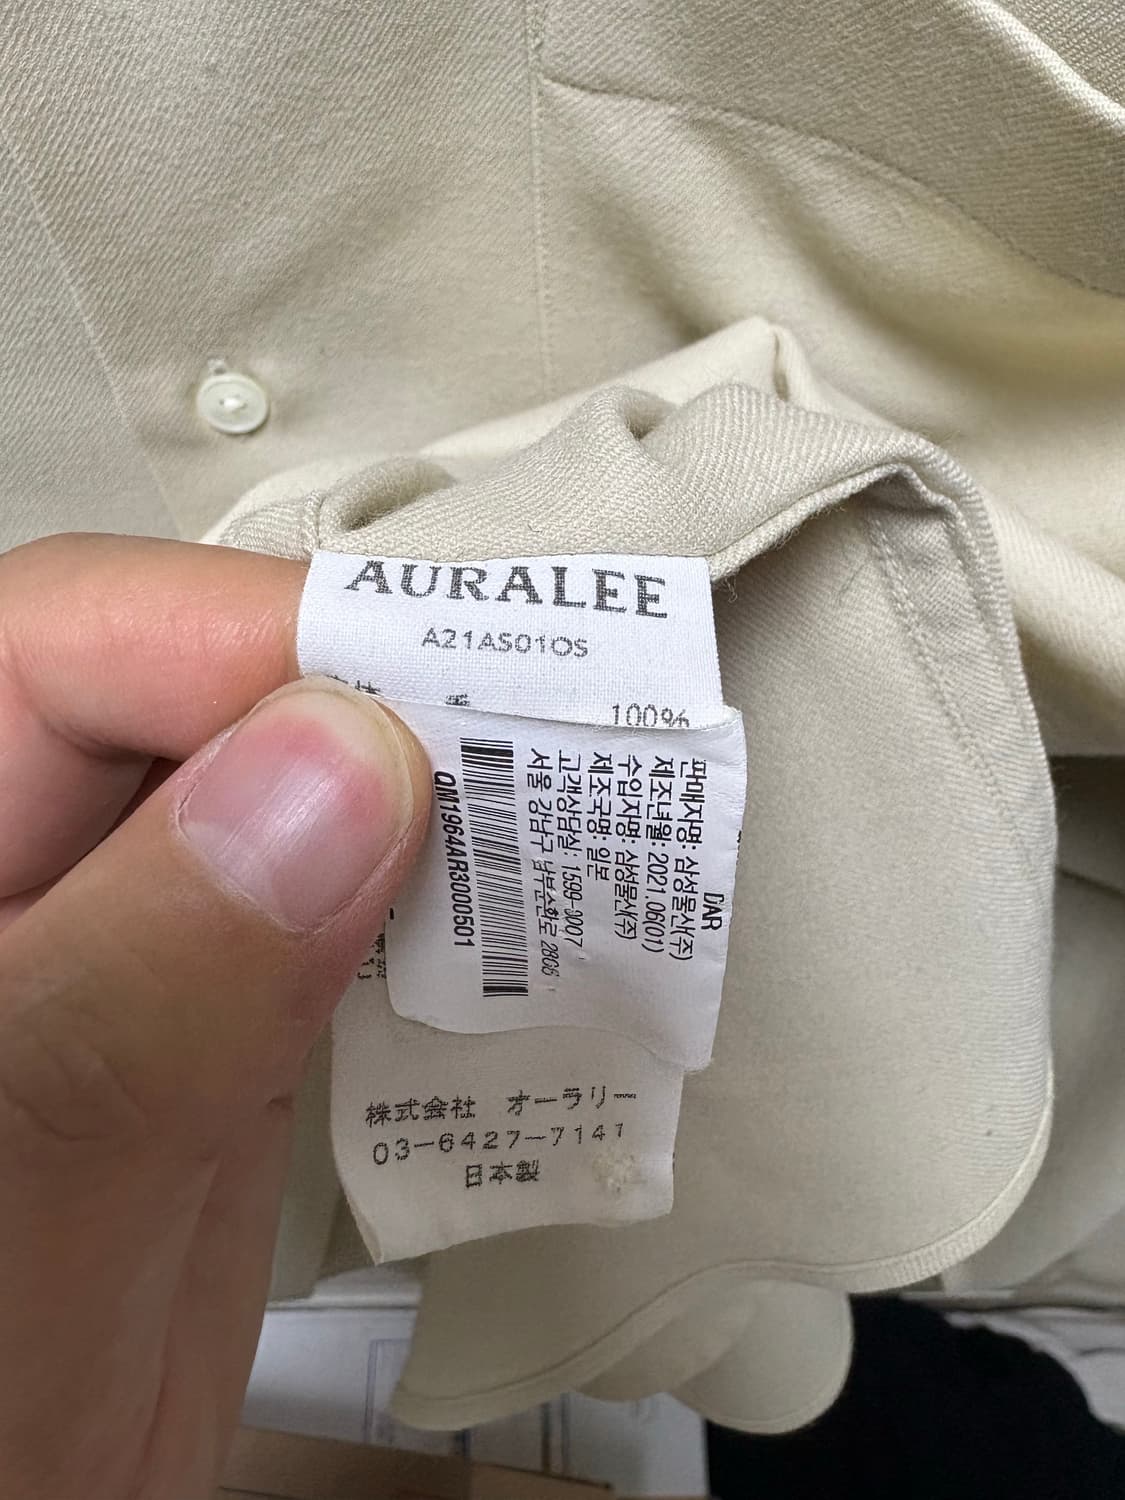 AURALEE
A21AS01OS
100%
DAR
판매자명: 삼성물산(주)
제조년월: 2021.06(01)
수입자명: 삼성물산(주)
제조국명: 일본
고객상담실: 1599-0007
서울 강남구 남부순환로 2806
QM1964AR3000501
株式会社 オーラリー
03-6427-7141
日本製